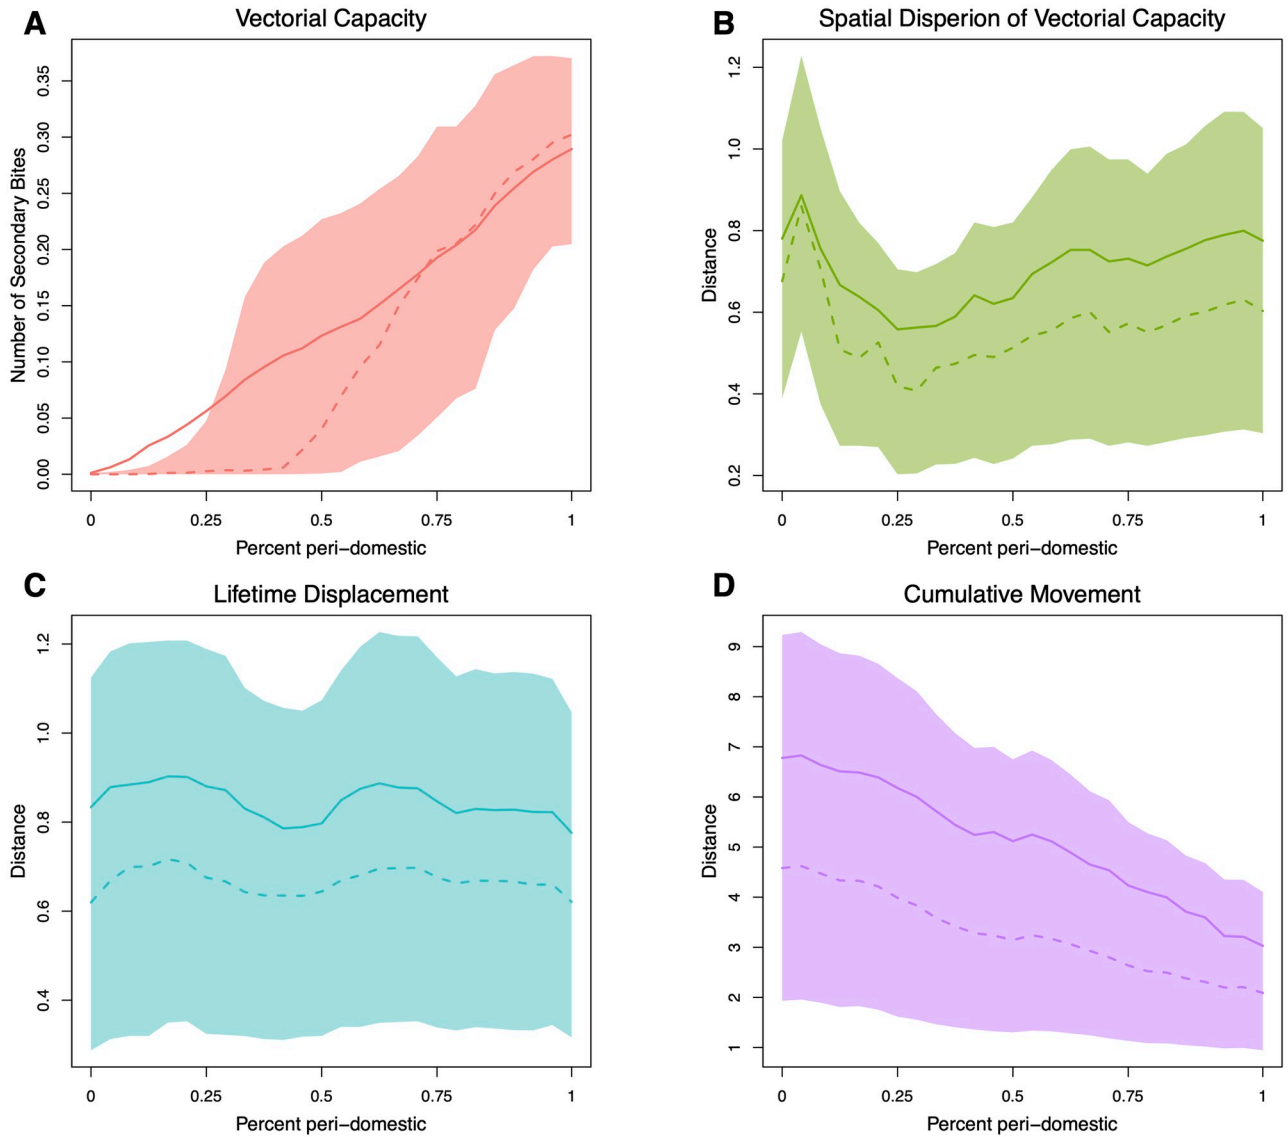 A
Vectorial Capacity
Number of Secondary Bites
0.35
0.30
0.25
0.20
0.15
0.10
0.05
0.00
0 0.25 0.5 0.75 1
Percent peri−domestic
B
Spatial Disperion of Vectorial Capacity
Distance
1.2
1.0
0.8
0.6
0.4
0.2
0 0.25 0.5 0.75 1
Percent peri−domestic
C
Lifetime Displacement
Distance
1.2
1.0
0.8
0.6
0.4
0 0.25 0.5 0.75 1
Percent peri−domestic
D
Cumulative Movement
Distance
9
8
7
6
5
4
3
2
1
0 0.25 0.5 0.75 1
Percent peri−domestic